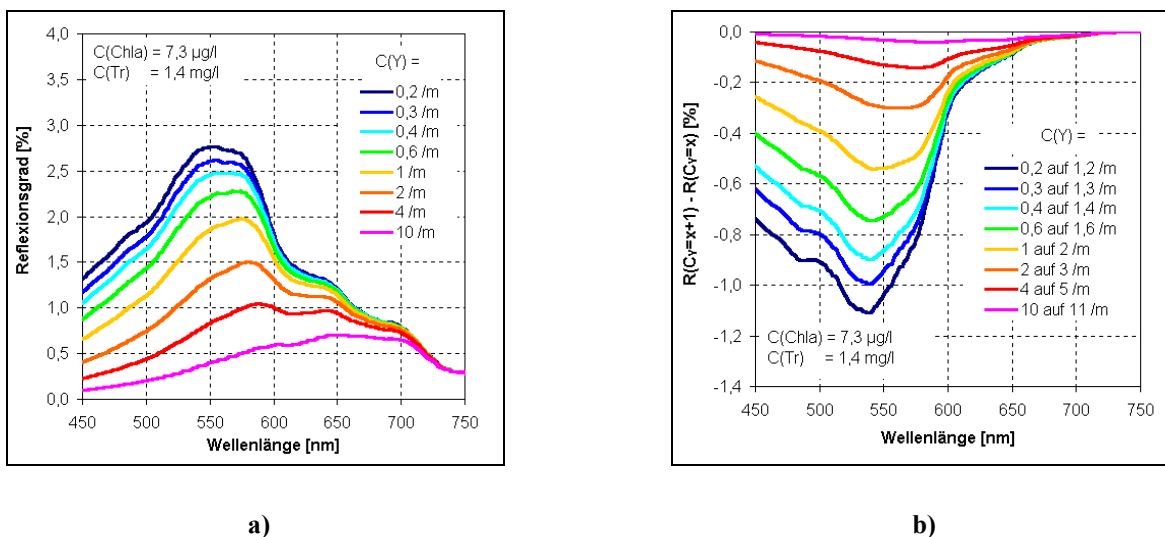 4,0
3,5
3,0
2,5
2,0
1,5
1,0
0,5
0,0
Reflexionsgrad [%]
C(Chla) = 7,3 µg/l
C(Tr) = 1,4 mg/l
C(Y) =
0,2 /m
0,3 /m
0,4 /m
0,6 /m
1 /m
2 /m
4 /m
10 /m
450 500 550 600 650 700 750
Wellenlänge [nm]
a)
0,0
-0,2
-0,4
-0,6
-0,8
-1,0
-1,2
-1,4
R(CY=x+1) - R(CY=x) [%]
C(Y) =
0,2 auf 1,2 /m
0,3 auf 1,3 /m
0,4 auf 1,4 /m
0,6 auf 1,6 /m
1 auf 2 /m
2 auf 3 /m
4 auf 5 /m
10 auf 11 /m
C(Chla) = 7,3 µg/l
C(Tr) = 1,4 mg/l
450 500 550 600 650 700 750
Wellenlänge [nm]
b)